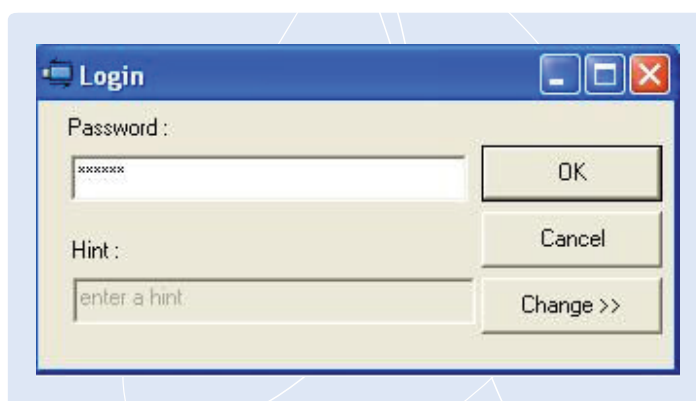 Login
Password :
******
OK
Cancel
Hint :
enter a hint
Change >>